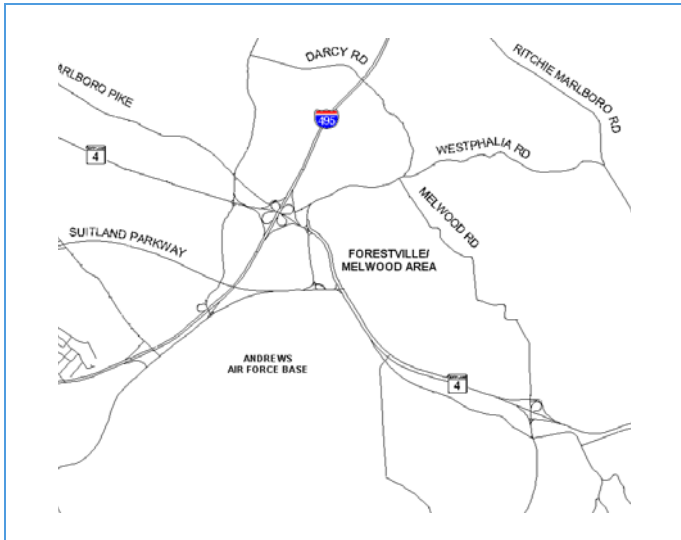 DARCY RD
RITCHIE MARLBORO RD
ARLBORO PIKE
495
4
WESTPHALIA RD
MELWOOD RD
SUITLAND PARKWAY
FORESTVILLE/
MELWOOD AREA
ANDREWS
AIR FORCE BASE
4